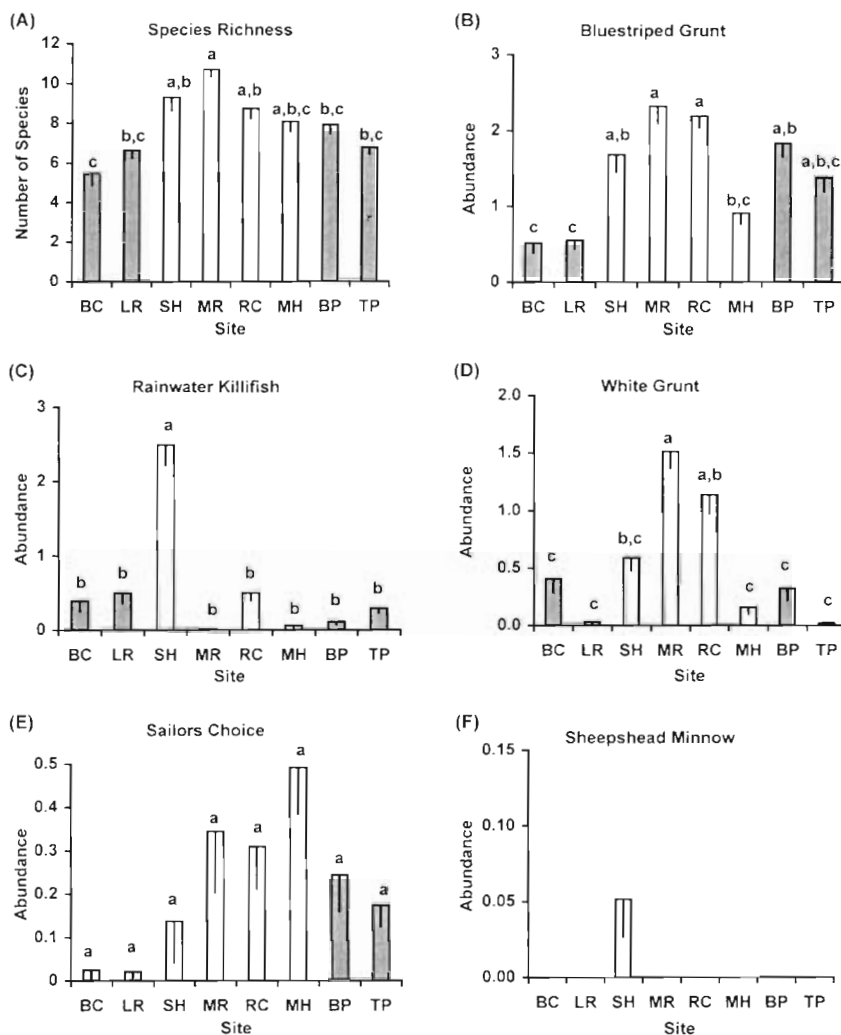 (A)
Species Richness
Number of Species
14
12
10
8
6
4
2
0
c
b,c
a,b
a
a,b
a,b,c
b,c
b,c
BC LR SH MR RC MH BP TP
Site
(B)
Bluestriped Grunt
Abundance
3
2
1
0
c
c
a,b
a
a
b,c
a,b
a,b,c
BC LR SH MR RC MH BP TP
Site
(C)
Rainwater Killifish
Abundance
3
2
1
0
b
b
a
b
b
b
b
b
BC LR SH MR RC MH BP TP
Site
(D)
White Grunt
Abundance
2.0
1.5
1.0
0.5
0.0
c
c
b,c
a
a,b
c
c
c
BC LR SH MR RC MH BP TP
Site
(E)
Sailors Choice
Abundance
0.5
0.4
0.3
0.2
0.1
0
a
a
a
a
a
a
a
a
BC LR SH MR RC MH BP TP
Site
(F)
Sheepshead Minnow
Abundance
0.15
0.10
0.05
0.00
BC LR SH MR RC MH BP TP
Site